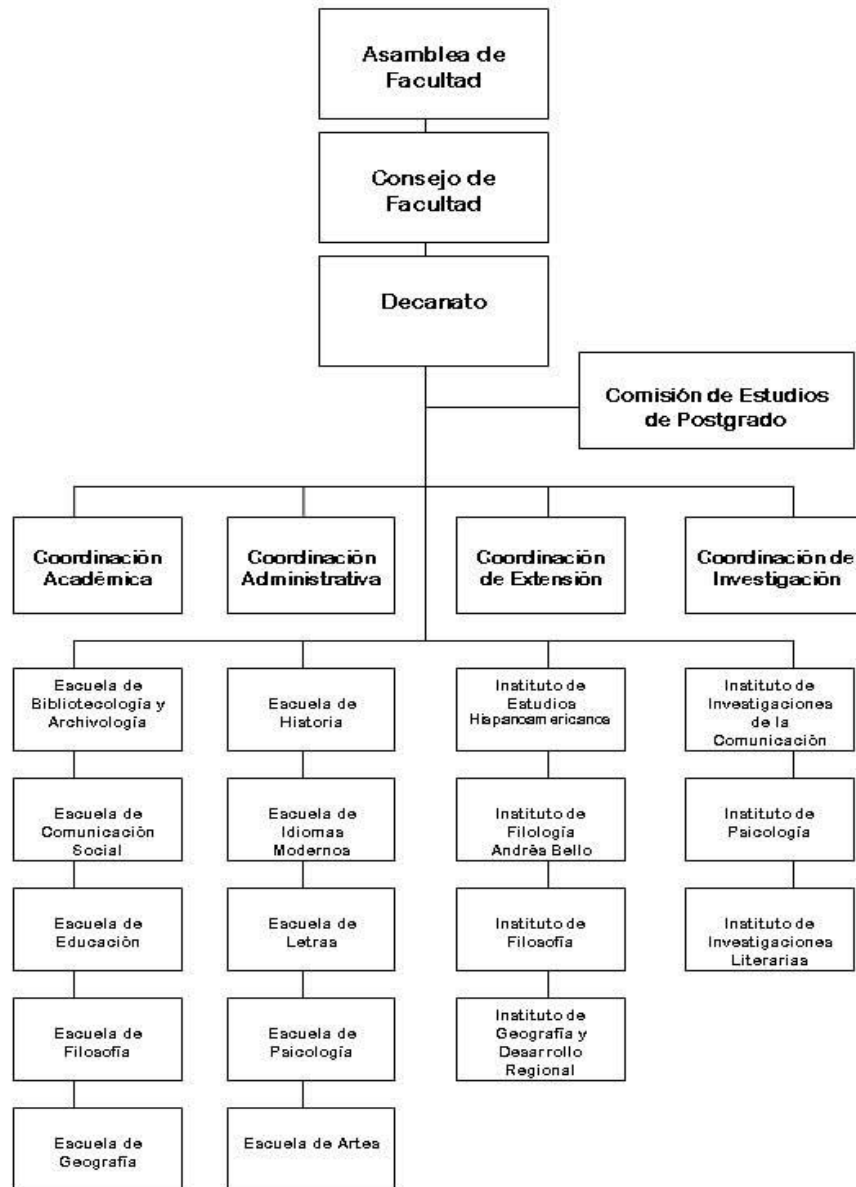 Asamblea de
Facultad
Consejo de
Facultad
Decanato
Comisión de Estudios
de Postgrado
Coordinación
Académica
Coordinación
Administrativa
Coordinación
de Extensión
Coordinación de
Investigación
Escuela de
Bibliotecología y
Archivología
Escuela de
Historia
Instituto de
Estudios
Hispanoamericanos
Instituto de
Investigaciones
de la
Comunicación
Escuela de
Comunicación
Social
Escuela de
Idiomas
Modernos
Instituto de
Filología
Andrés Bello
Instituto de
Psicología
Escuela de
Educación
Escuela de
Letras
Instituto de
Filosofía
Instituto de
Investigaciones
Literarias
Escuela de
Filosofía
Escuela de
Psicología
Instituto de
Geografía y
Desarrollo
Regional
Escuela de
Geografía
Escuela de Artes